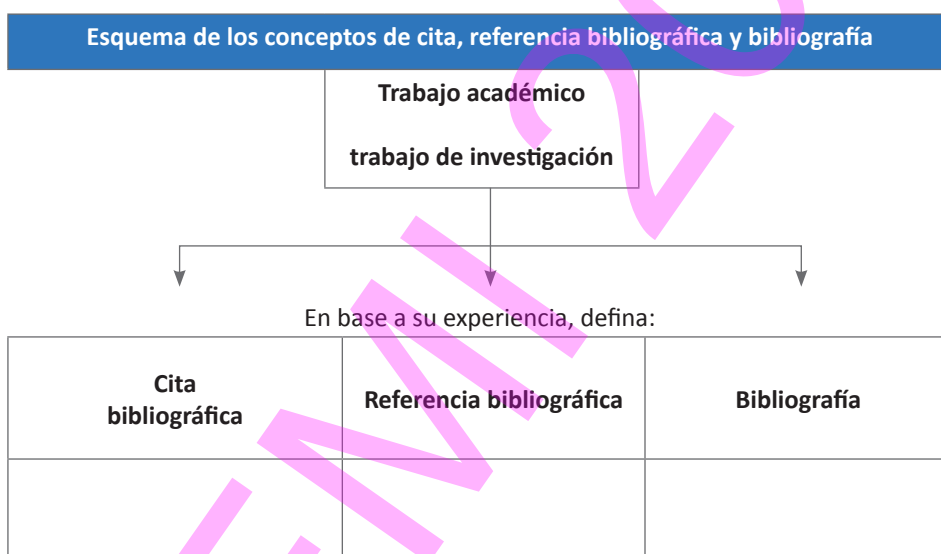 Esquema de los conceptos de cita, referencia bibliográfica y bibliografía
Trabajo académico
trabajo de investigación
En base a su experiencia, defina:
Cita
bibliográfica
Referencia bibliográfica
Bibliografía